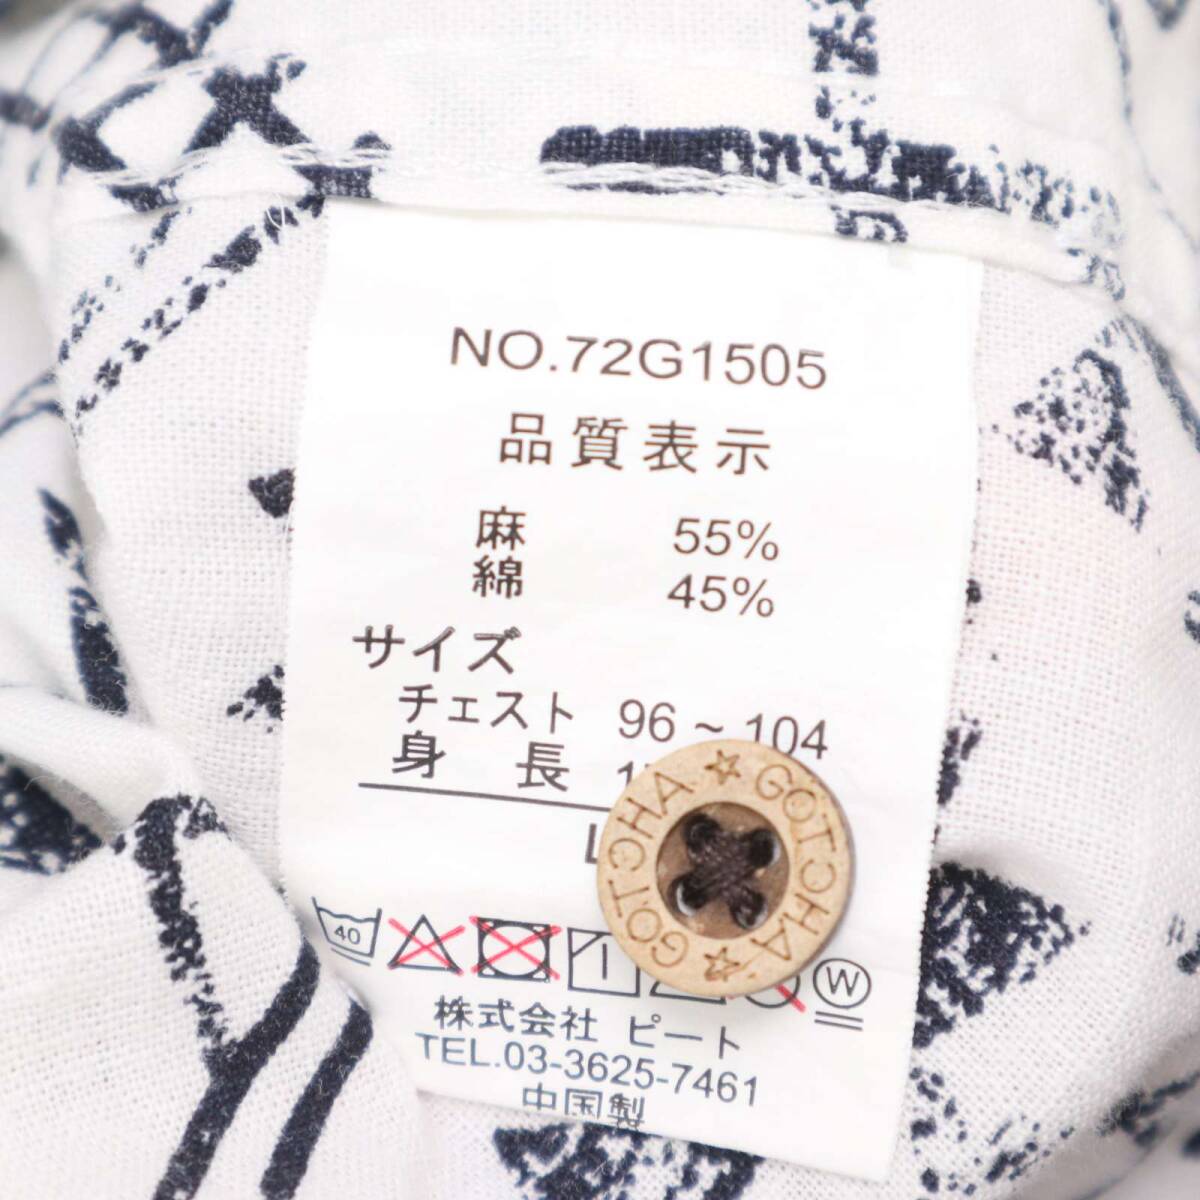 NO.72G1505
品質表示
麻 55%
綿 45%
サイズ
チェスト 96~104
身長
L
40
W
株式会社 ピート
TEL.03-3625-7461
中国製
GOTCHA ☆ GOTCHA ☆